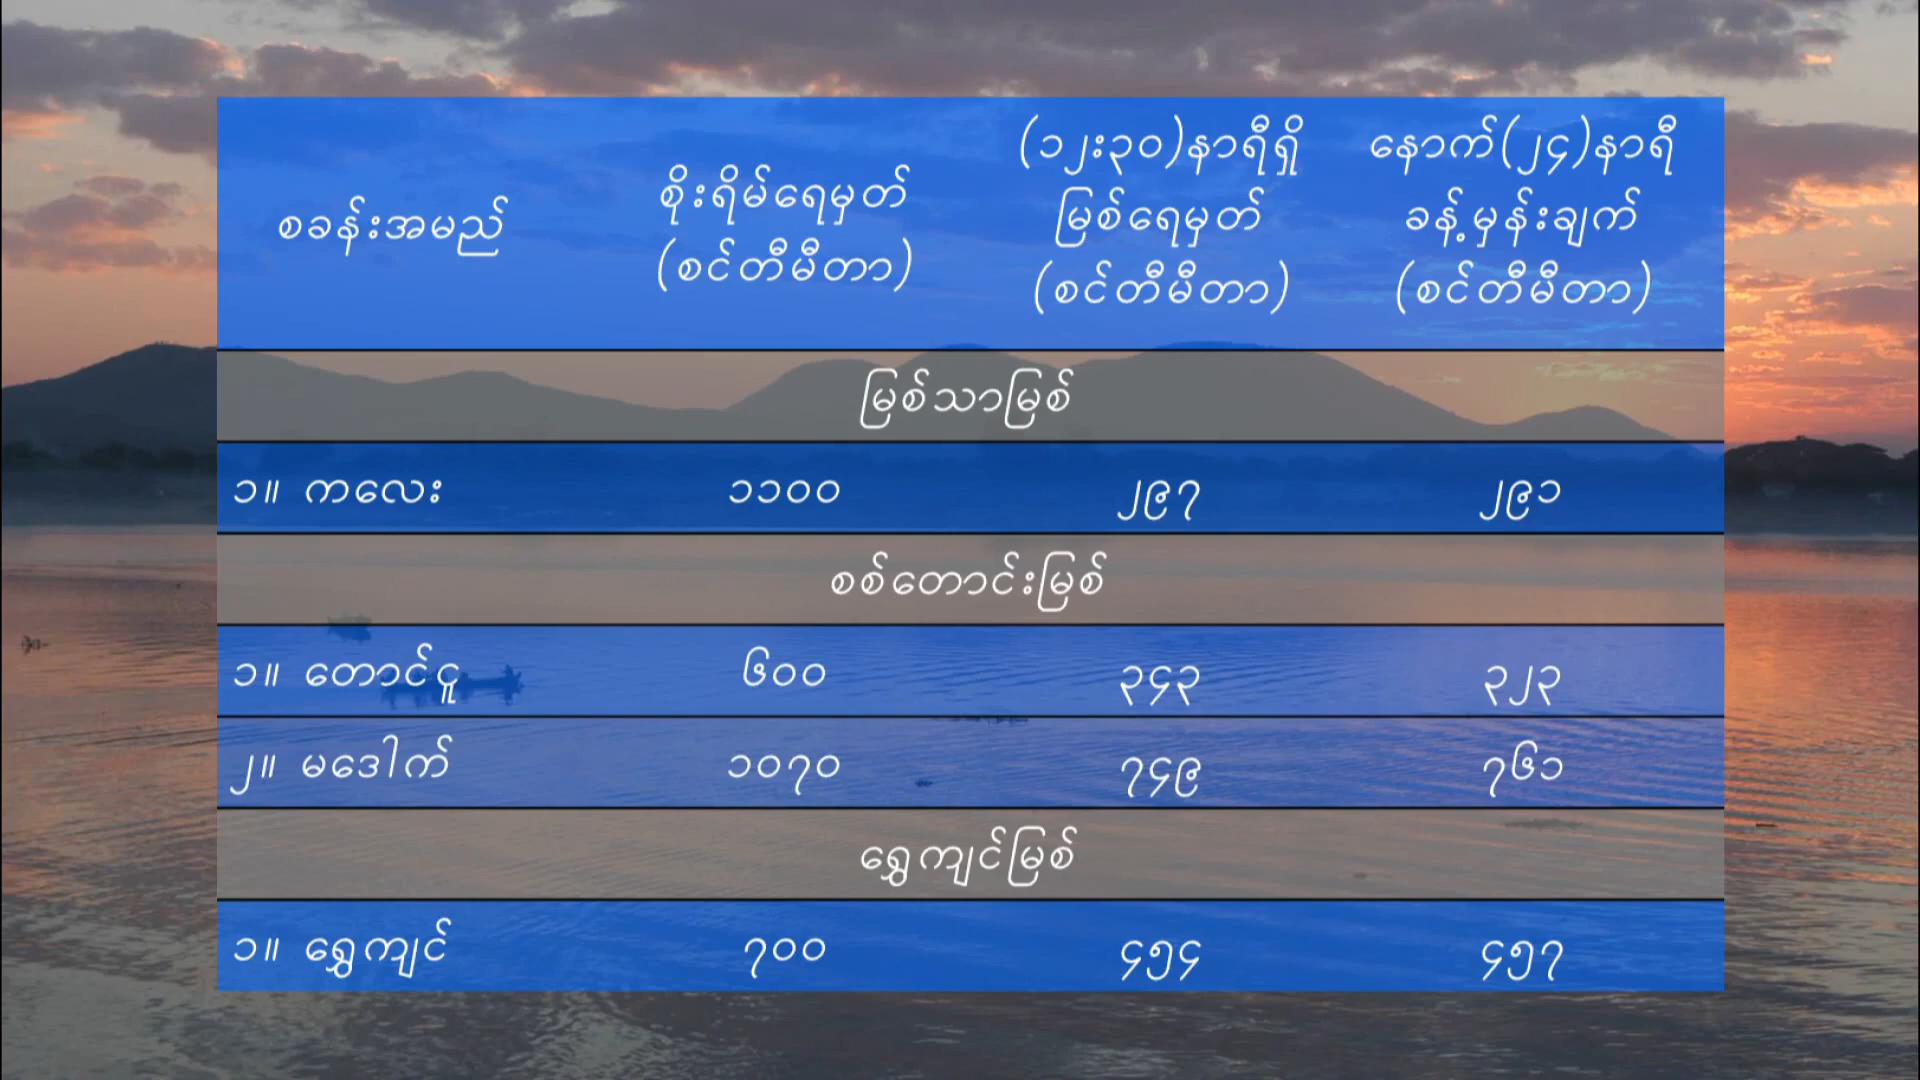 စခန်းအမည်
စိုးရိမ်ရေမှတ်
(စင်တီမီတာ)
(၁၂း၃၀)နာရီရှိ
မြစ်ရေမှတ်
(စင်တီမီတာ)
နောက်(၂၄)နာရီ
ခန့်မှန်းချက်
(စင်တီမီတာ)
မြစ်သာမြစ်
၁။ ကလေး ၁၁၀၀ ၂၉၇ ၂၉၁
စစ်တောင်းမြစ်
၁။ တောင်ငူ ၆၀၀ ၃၄၃ ၃၂၃
၂။ မဒေါက် ၁၀၇၀ ၇၄၉ ၇၆၁
ရွှေကျင်မြစ်
၁။ ရွှေကျင် ၇၀၀ ၄၅၄ ၄၅၇